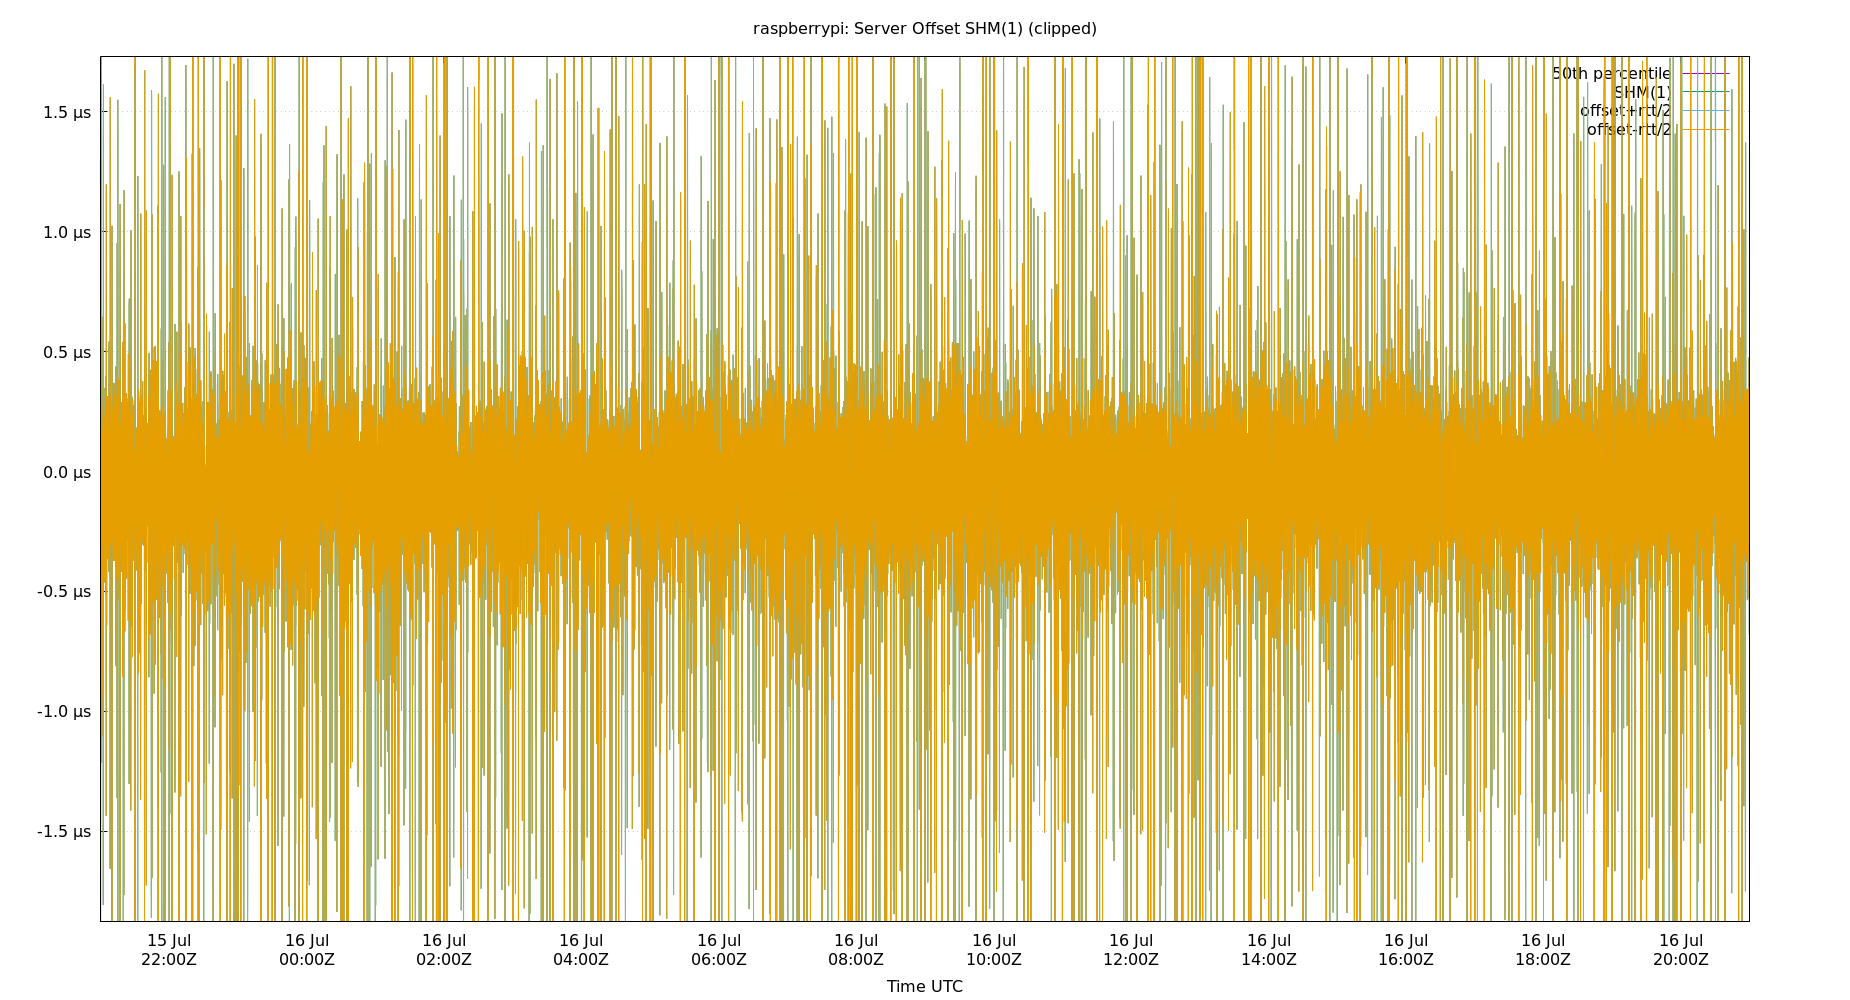 raspberrypi: Server Offset SHM(1) (clipped)
50th percentile
SHM(1)
offset+rtt/2
offset-rtt/2
1.5 µs
1.0 µs
0.5 µs
0.0 µs
-0.5 µs
-1.0 µs
-1.5 µs
15 Jul 16 Jul 16 Jul 16 Jul 16 Jul 16 Jul 16 Jul 16 Jul 16 Jul 16 Jul 16 Jul 16 Jul
22:00Z 00:00Z 02:00Z 04:00Z 06:00Z 08:00Z 10:00Z 12:00Z 14:00Z 16:00Z 18:00Z 20:00Z
Time UTC